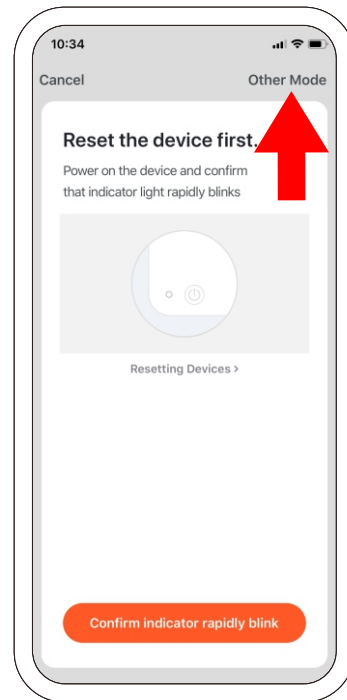 10:34
Cancel Other Mode
Reset the device first.
Power on the device and confirm
that indicator light rapidly blinks
Resetting Devices >
Confirm indicator rapidly blink